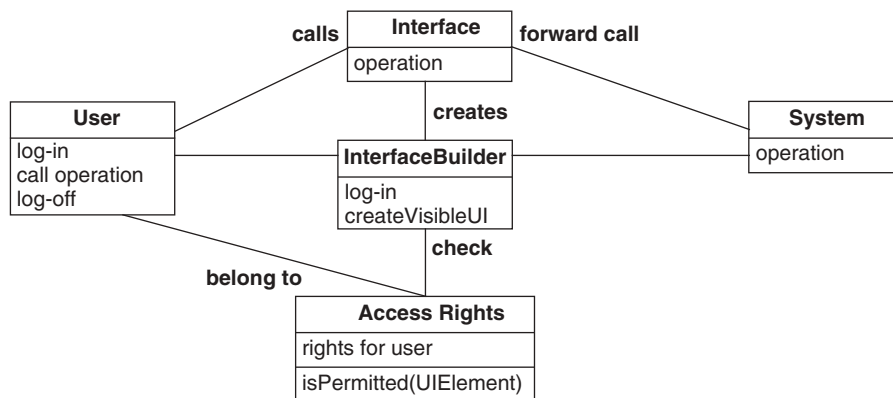 Interface
calls
forward call
operation
User
creates
System
log-in
call operation
log-off
InterfaceBuilder
operation
log-in
createVisibleUI
check
belong to
Access Rights
rights for user
isPermitted(UIElement)